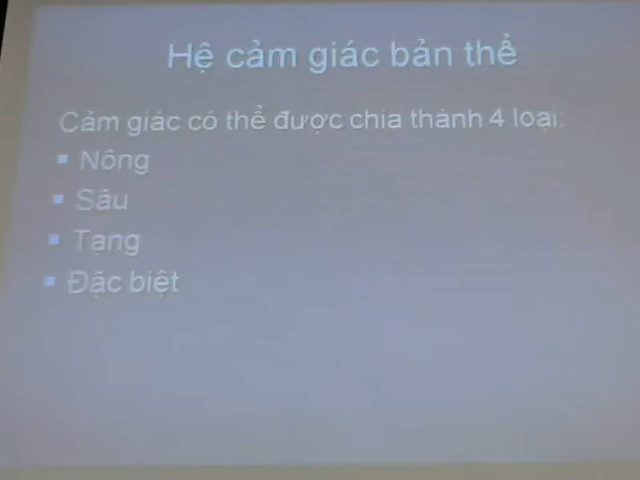 Hệ cảm giác bản thể
Cảm giác có thể được chia thành 4 loại:
▪ Nông
▪ Sâu
▪ Tạng
▪ Đặc biệt